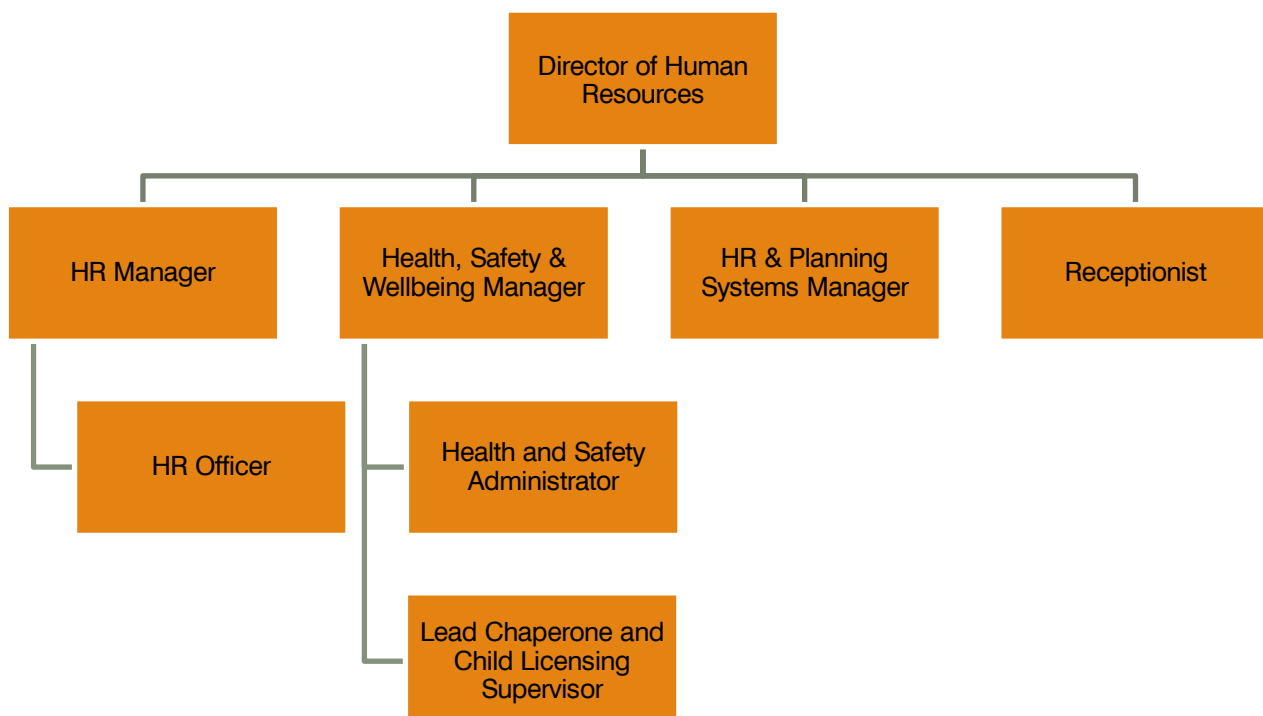 Director of Human
Resources
HR Manager
Health, Safety &
Wellbeing Manager
HR & Planning
Systems Manager
Receptionist
HR Officer
Health and Safety
Administrator
Lead Chaperone and
Child Licensing
Supervisor